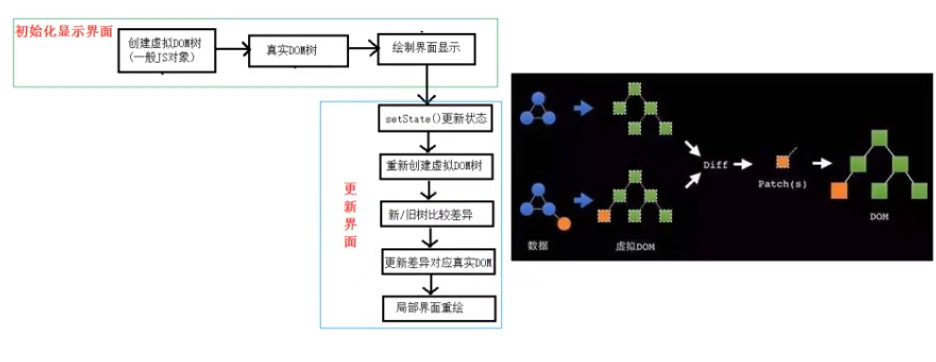 初始化显示界面
创建虚拟DOM树
(一般JS对象)
真实DOM树
绘制界面显示
更新界面
setState()更新状态
重新创建虚拟DOM树
新/旧树比较差异
更新差异对应真实DOM
局部界面重绘
Diff
Patch(s)
DOM
数据
虚拟DOM